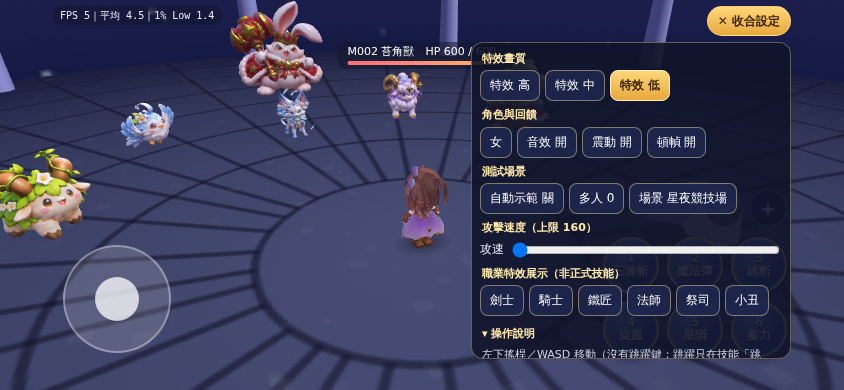 FPS 5 | 平均 4.5 | 1% Low 1.4
✕ 收合設定
M002 苔角獸 HP 600 / 600
特效畫質
特效 高
特效 中
特效 低
角色與回饋
女
音效 開
震動 開
頓幀 開
測試場景
自動示範 關
多人 0
場景 星夜競技場
攻擊速度（上限 160）
攻速
職業特效展示（非正式技能）
劍士
騎士
鐵匠
法師
祭司
小丑
▾ 操作說明
左下搖桿／WASD 移動（沒有跳躍鍵；跳躍只在技能「跳